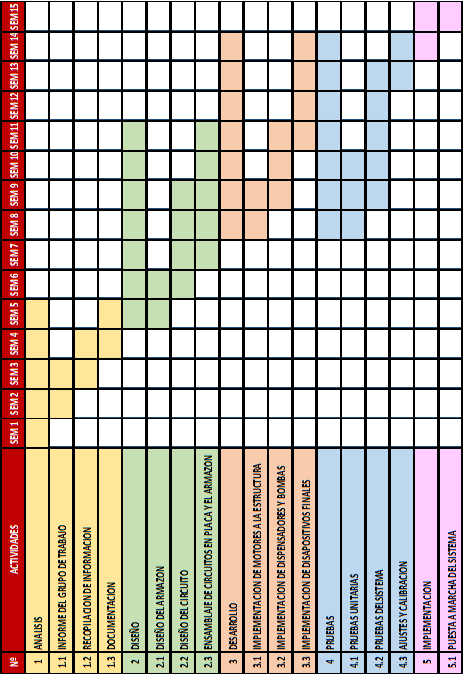 Nº ACTIVIDADES SEM 1 SEM 2 SEM 3 SEM 4 SEM 5 SEM 6 SEM 7 SEM 8 SEM 9 SEM 10 SEM 11 SEM 12 SEM 13 SEM 14 SEM 15
1 ANALISIS
1.1 INFORME DEL GRUPO DE TRABAJO
1.2 RECOPILACION DE INFORMACION
1.3 DOCUMENTACION
2 DISEÑO
2.1 DISEÑO DEL ARMAZON
2.2 DISEÑO DEL CIRCUITO
2.3 ENSAMBLAJE DE CIRCUITOS EN PLACA Y EL ARMAZON
3 DESARROLLO
3.1 IMPLEMENTACION DE MOTORES A LA ESTRUCTURA
3.2 IMPLEMENTACION DE DISPENSADORES Y BOMBAS
3.3 IMPLEMENTACION DE DISAPOSITIVOS FINALES
4 PRUEBAS
4.1 PRUEBAS UNITARIAS
4.2 PRUEBAS DEL SISTEMA
4.3 AJUSTES Y CALIBRACION
5 IMPLEMENTACION
5.1 PUESTA A MARCHA DEL SISTEMA